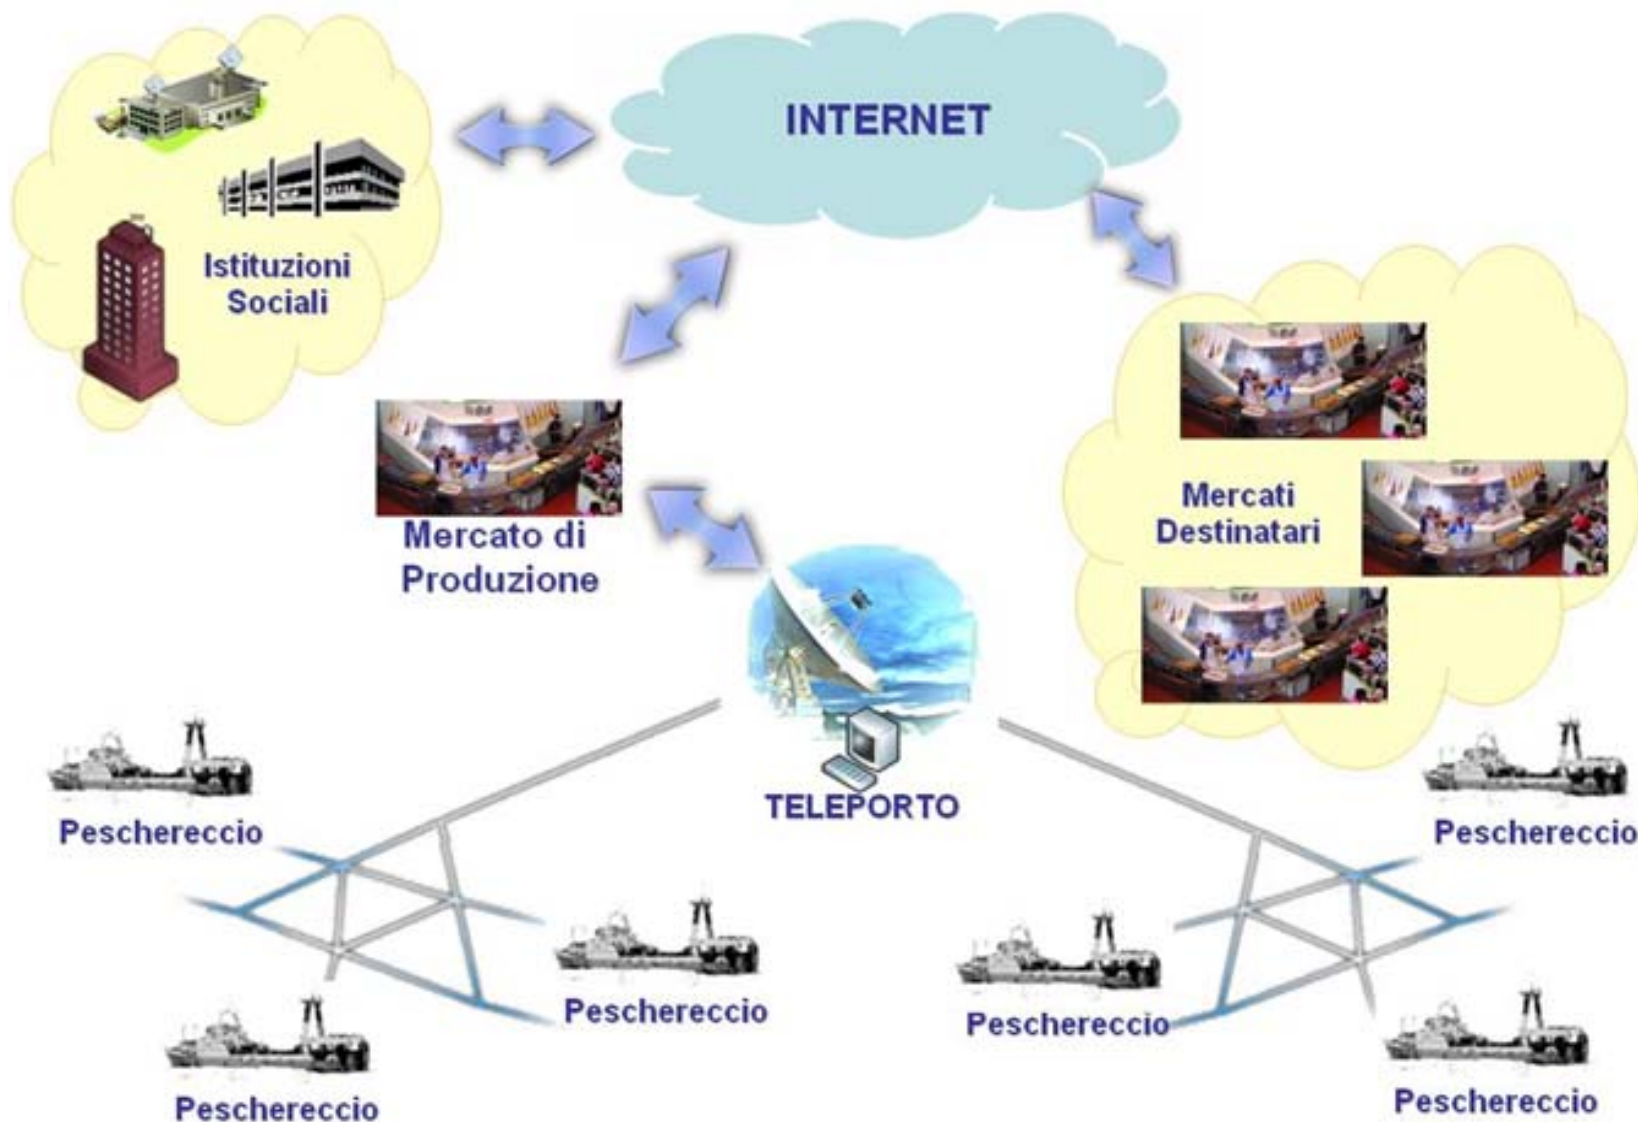 INTERNET
Istituzioni
Sociali
Mercato di
Produzione
Mercati
Destinatari
TELEPORTO
Peschereccio
Peschereccio
Peschereccio
Peschereccio
Peschereccio
Peschereccio